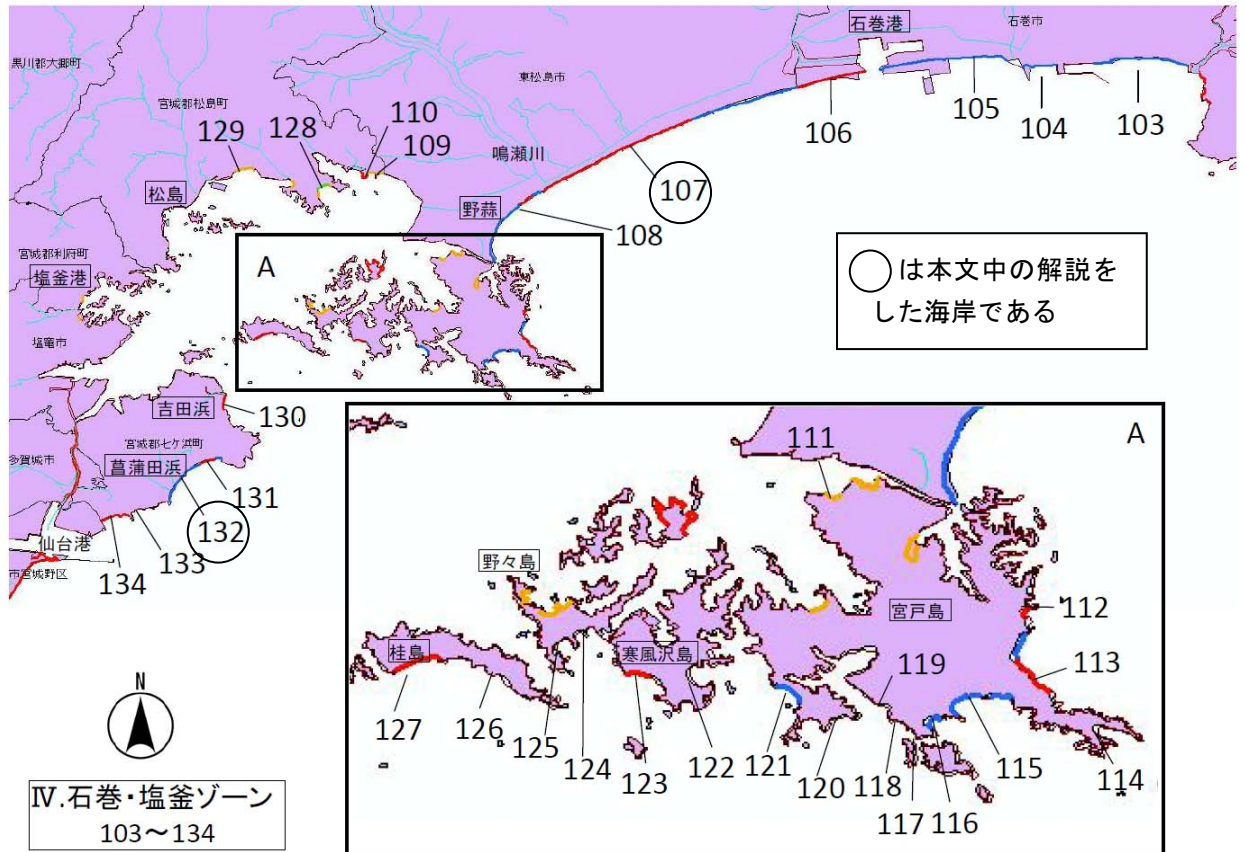 石巻港
石巻市
黒川郡大郷町
東松島市
宮城郡松島町
110
129
128
109
106
105
104
103
鳴瀬川
松島
107
野蒜
108
宮城郡利府町
塩釜港
A
○は本文中の解説を
した海岸である
塩竈市
吉田浜
130
宮城郡七ケ浜町
多賀城市
菖蒲田浜
131
132
仙台港
133
134
市宮城野区
A
111
野々島
宮戸島
112
桂島
寒風沢島
119
113
127
126
125
124
123
122
121
120
118
117
116
115
114
N
Ⅳ.石巻・塩釜ゾーン
103～134